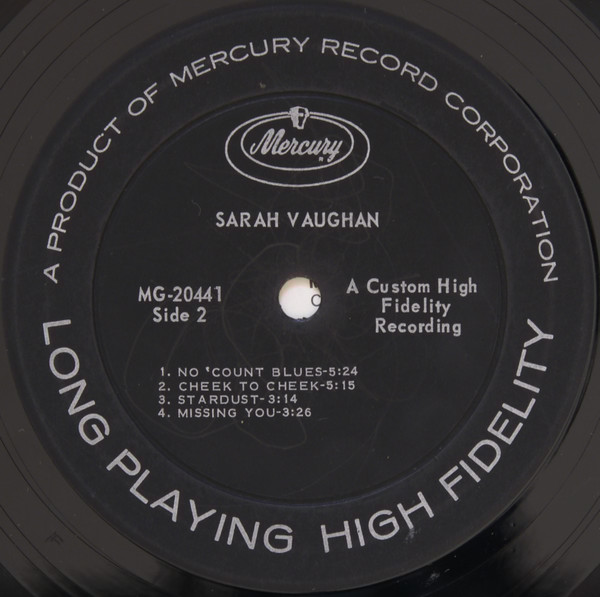 A PRODUCT OF MERCURY RECORD CORPORATION
Mercury
SARAH VAUGHAN
MG-20441
Side 2
A Custom High
Fidelity
Recording
1. NO 'COUNT BLUES-5:24
2. CHEEK TO CHEEK-5:15
3. STARDUST-3:14
4. MISSING YOU-3:26
LONG PLAYING HIGH FIDELITY